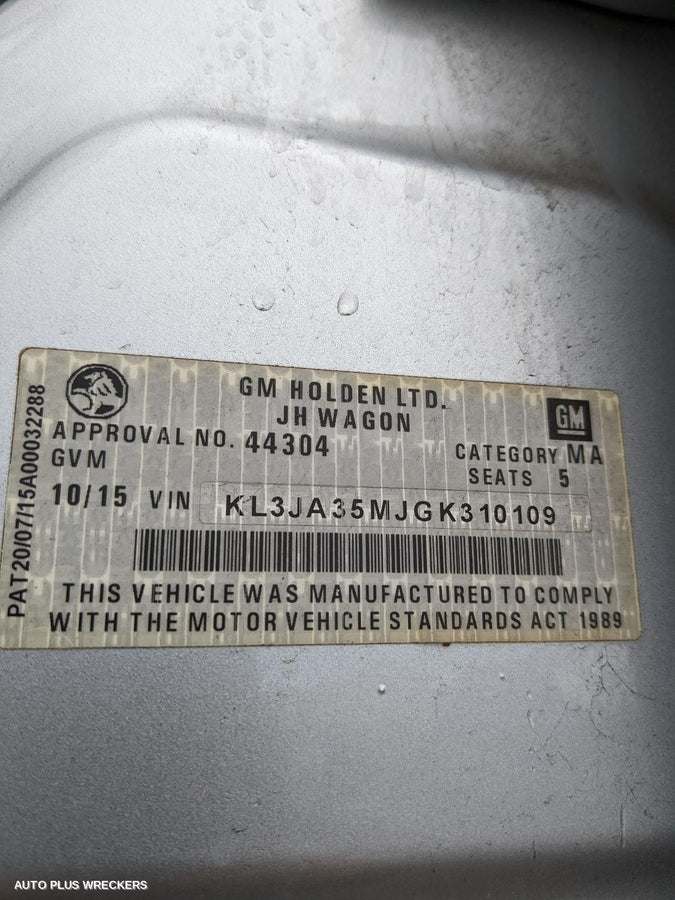 GM HOLDEN LTD.
JH WAGON
GM
APPROVAL NO. 44304
CATEGORY MA
GVM
SEATS 5
10/15 VIN KL3JA35MJGK310109
THIS VEHICLE WAS MANUFACTURED TO COMPLY
WITH THE MOTOR VEHICLE STANDARDS ACT 1989
PAT20/07/15A00032288
AUTO PLUS WRECKERS